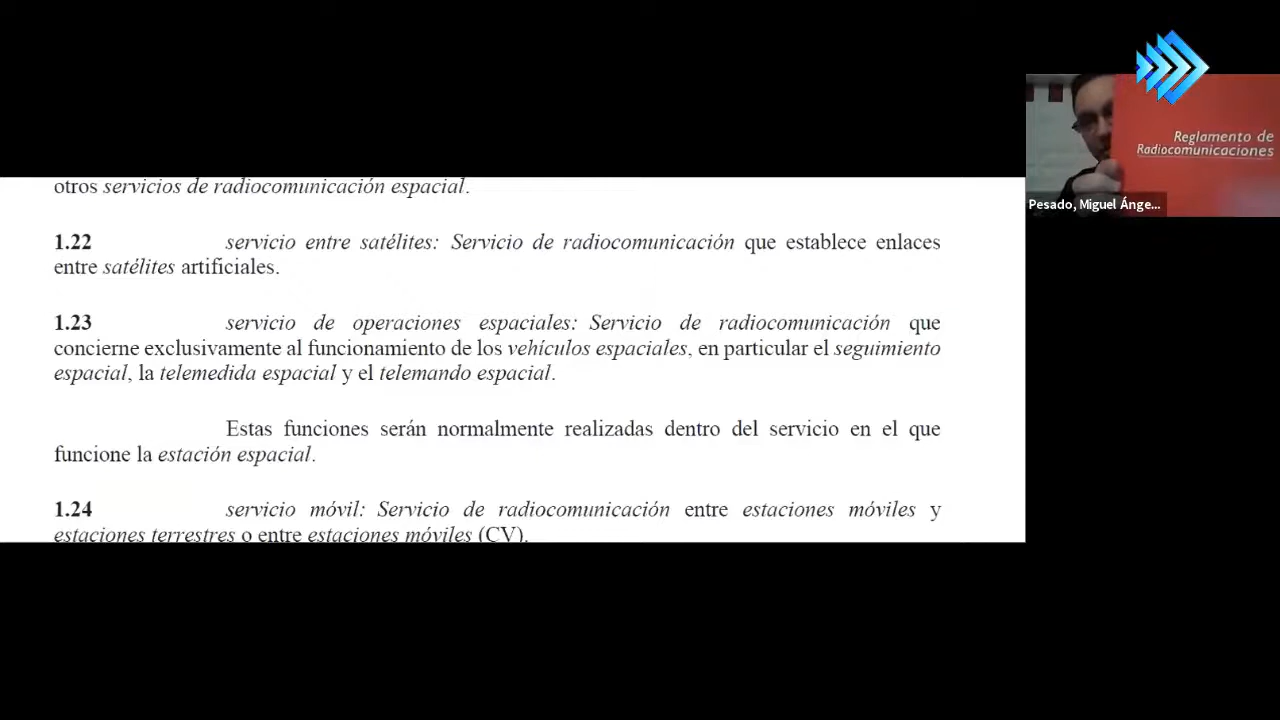 otros servicios de radiocomunicación espacial.
1.22 servicio entre satélites: Servicio de radiocomunicación que establece enlaces
entre satélites artificiales.
1.23 servicio de operaciones espaciales: Servicio de radiocomunicación que
concierne exclusivamente al funcionamiento de los vehículos espaciales, en particular el seguimiento
espacial, la telemedida espacial y el telemando espacial.
Estas funciones serán normalmente realizadas dentro del servicio en el que
funcione la estación espacial.
1.24 servicio móvil: Servicio de radiocomunicación entre estaciones móviles y
estaciones terrestres o entre estaciones móviles (CV).
Reglamento de
Radiocomunicaciones
Pesado, Miguel Ánge...